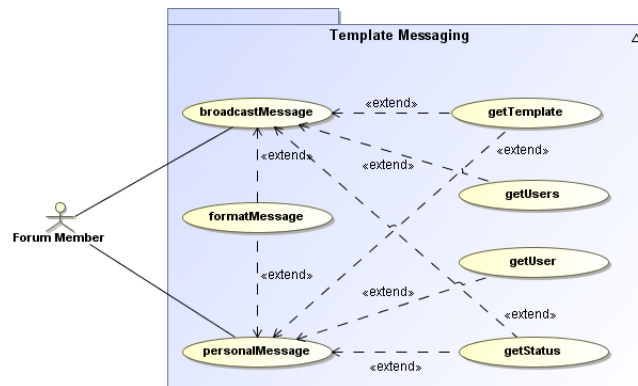 Template Messaging
broadcastMessage
«extend»
getTemplate
«extend»
«extend»
«extend»
getUsers
formatMessage
Forum Member
getUser
«extend»
«extend»
«extend»
personalMessage
getStatus
«extend»